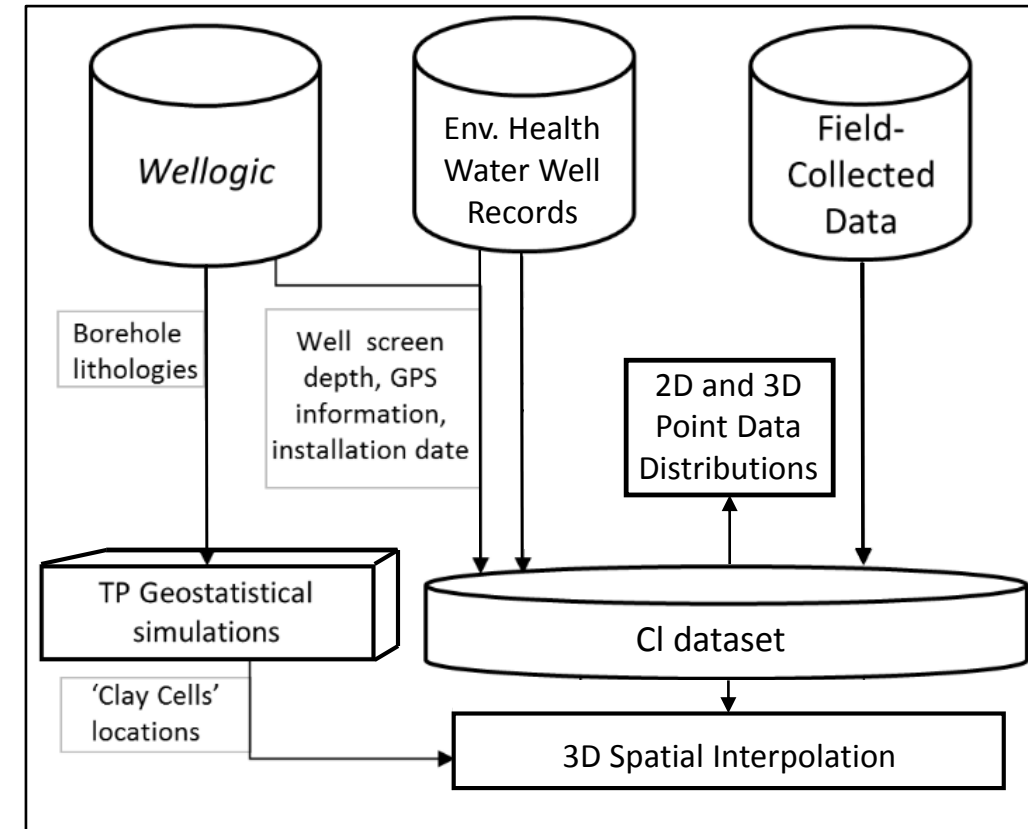 Wellogic
Env. Health
Water Well
Records
Field-
Collected
Data
Borehole
lithologies
Well screen
depth, GPS
information,
installation date
2D and 3D
Point Data
Distributions
TP Geostatistical
simulations
Cl dataset
‘Clay Cells’
locations
3D Spatial Interpolation